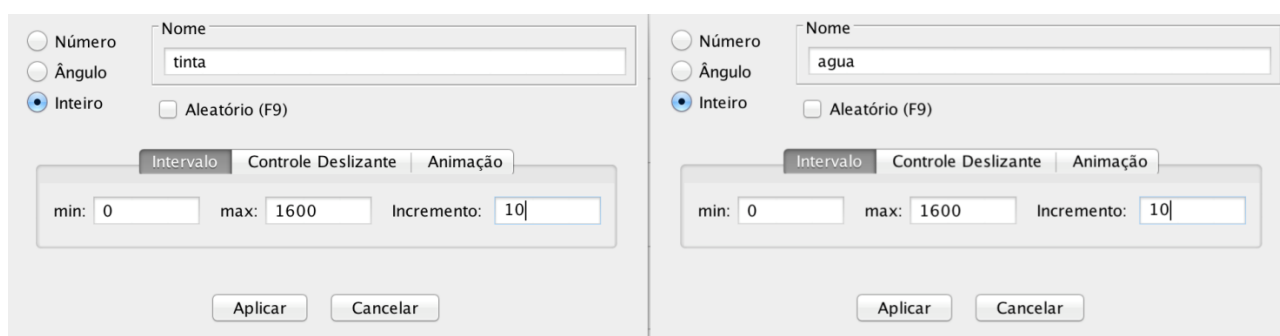 Número
Nome
tinta
Ângulo
Inteiro
Aleatório (F9)
Intervalo Controle Deslizante Animação
min: 0 max: 1600 Incremento: 10
Aplicar Cancelar
Número
Nome
agua
Ângulo
Inteiro
Aleatório (F9)
Intervalo Controle Deslizante Animação
min: 0 max: 1600 Incremento: 10
Aplicar Cancelar